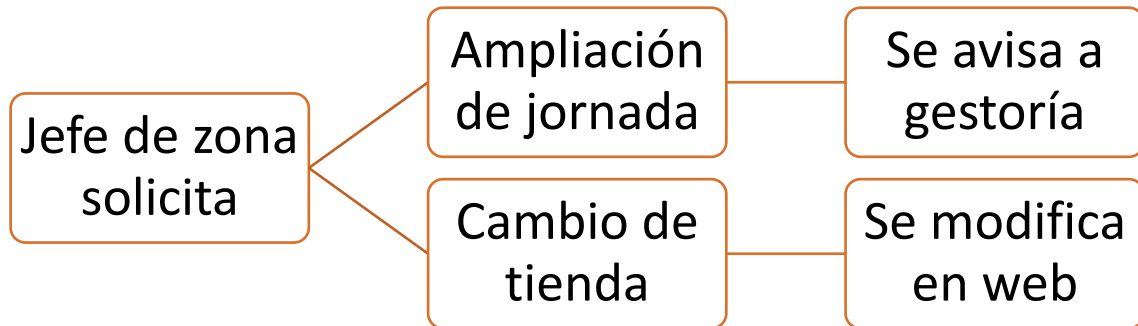 Jefe de zona
solicita
Ampliación
de jornada
Se avisa a
gestoría
Cambio de
tienda
Se modifica
en web